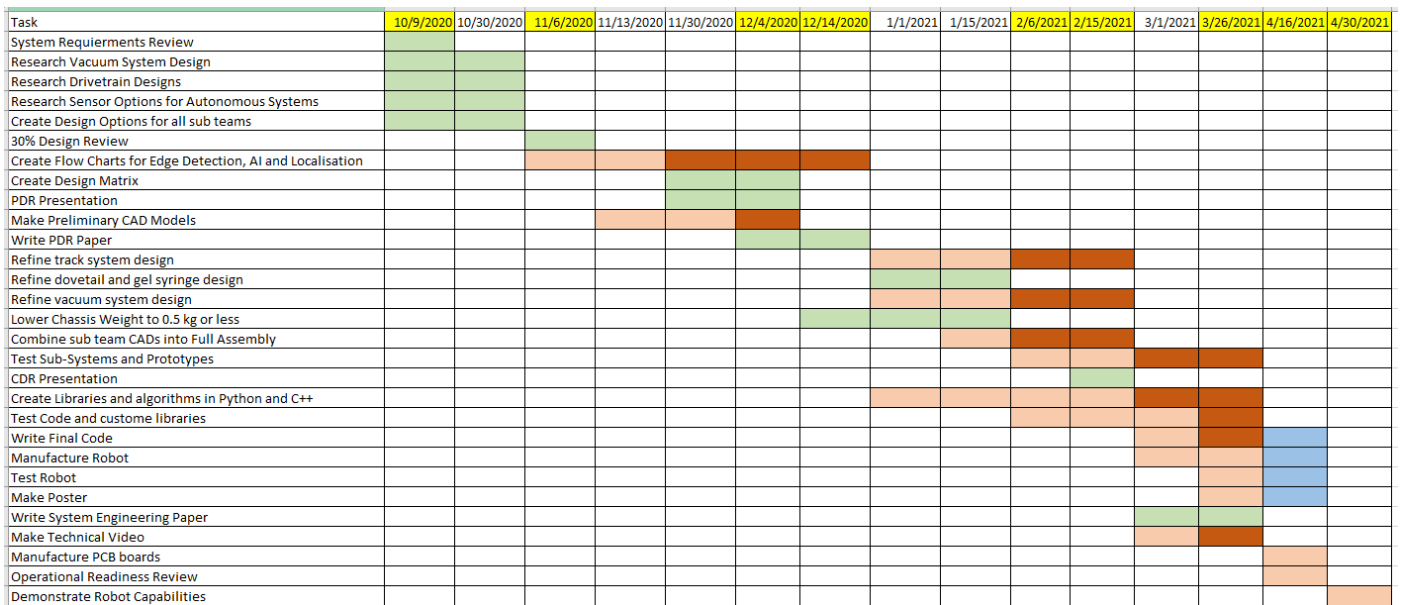 Task 10/9/2020 10/30/2020 11/6/2020 11/13/2020 11/30/2020 12/4/2020 12/14/2020 1/1/2021 1/15/2021 2/6/2021 2/15/2021 3/1/2021 3/26/2021 4/16/2021 4/30/2021
System Requierments Review
Research Vacuum System Design
Research Drivetrain Designs
Research Sensor Options for Autonomous Systems
Create Design Options for all sub teams
30% Design Review
Create Flow Charts for Edge Detection, AI and Localisation
Create Design Matrix
PDR Presentation
Make Preliminary CAD Models
Write PDR Paper
Refine track system design
Refine dovetail and gel syringe design
Refine vacuum system design
Lower Chassis Weight to 0.5 kg or less
Combine sub team CADs into Full Assembly
Test Sub-Systems and Prototypes
CDR Presentation
Create Libraries and algorithms in Python and C++
Test Code and custome libraries
Write Final Code
Manufacture Robot
Test Robot
Make Poster
Write System Engineering Paper
Make Technical Video
Manufacture PCB boards
Operational Readiness Review
Demonstrate Robot Capabilities